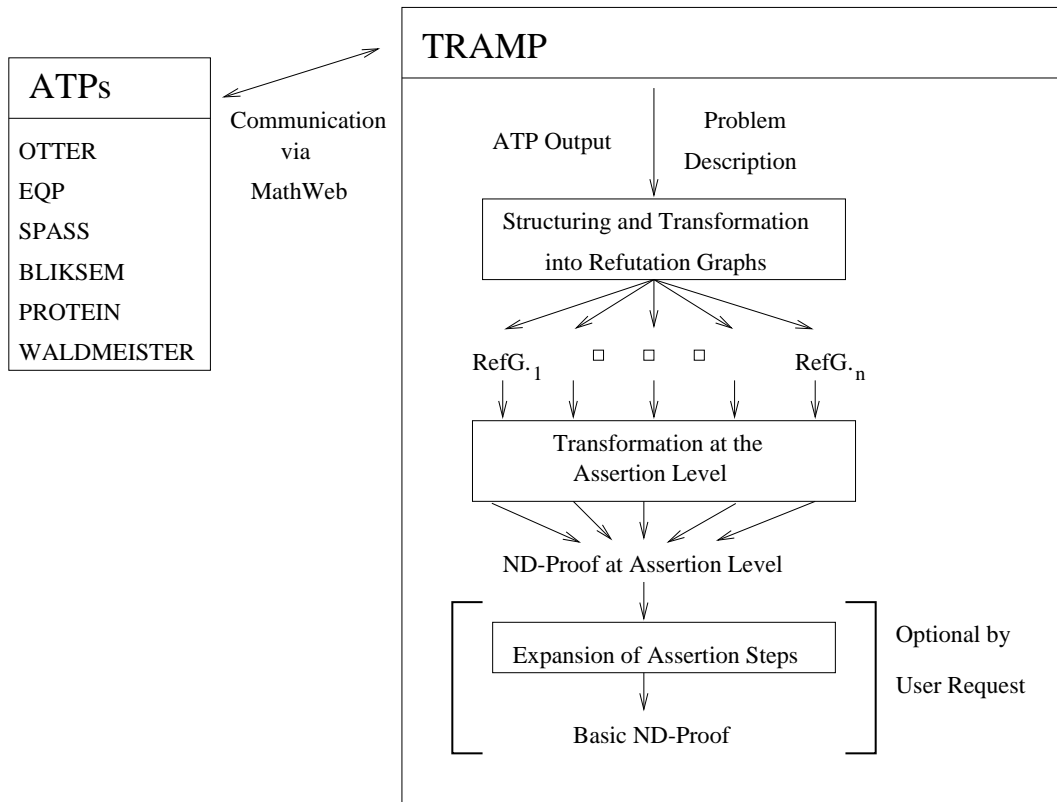 ATPs
OTTER
EQP
SPASS
BLIKSEM
PROTEIN
WALDMEISTER
Communication
via
MathWeb
TRAMP
ATP Output
Problem
Description
Structuring and Transformation
into Refutation Graphs
RefG.1
RefG.n
Transformation at the
Assertion Level
ND-Proof at Assertion Level
Expansion of Assertion Steps
Basic ND-Proof
Optional by
User Request